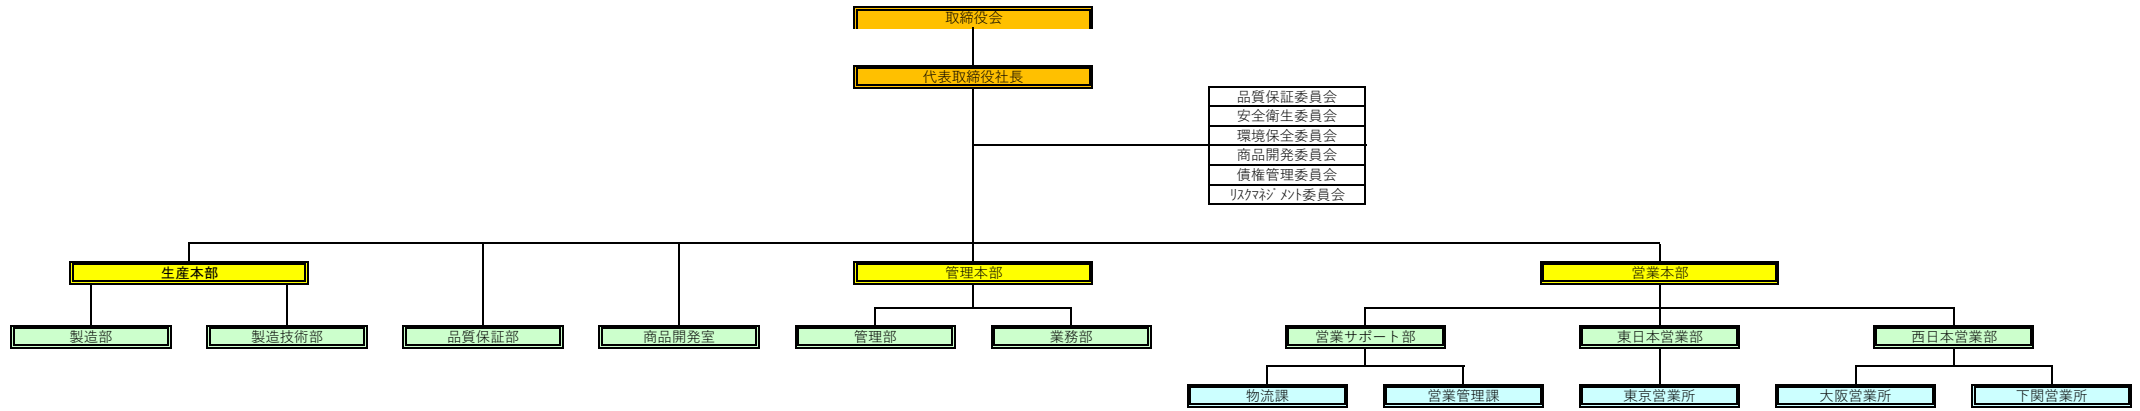 取締役会
代表取締役社長
品質保証委員会
安全衛生委員会
環境保全委員会
商品開発委員会
債権管理委員会
ﾘｽｸﾏﾈｼﾞﾒﾝﾄ委員会
生産本部
管理本部
営業本部
製造部
製造技術部
品質保証部
商品開発室
管理部
業務部
営業サポート部
東日本営業部
西日本営業部
物流課
営業管理課
東京営業所
大阪営業所
下関営業所